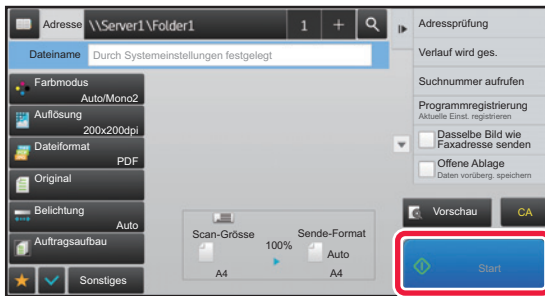 Adresse \\Server1\Folder1 1 +
Dateiname Durch Systemeinstellungen festgelegt
Farbmodus
Auto/Mono2
Auflösung
200x200dpi
Dateiformat
PDF
Original
Belichtung
Auto
Auftragsaufbau
Sonstiges
Scan-Grösse
100%
Sende-Format
Auto
A4
A4
Adressprüfung
Verlauf wird ges.
Suchnummer aufrufen
Programmregistrierung
Aktuelle Einst. registrieren
Dasselbe Bild wie
Faxadresse senden
Offene Ablage
Daten vorüberg. speichern
Vorschau
CA
Start